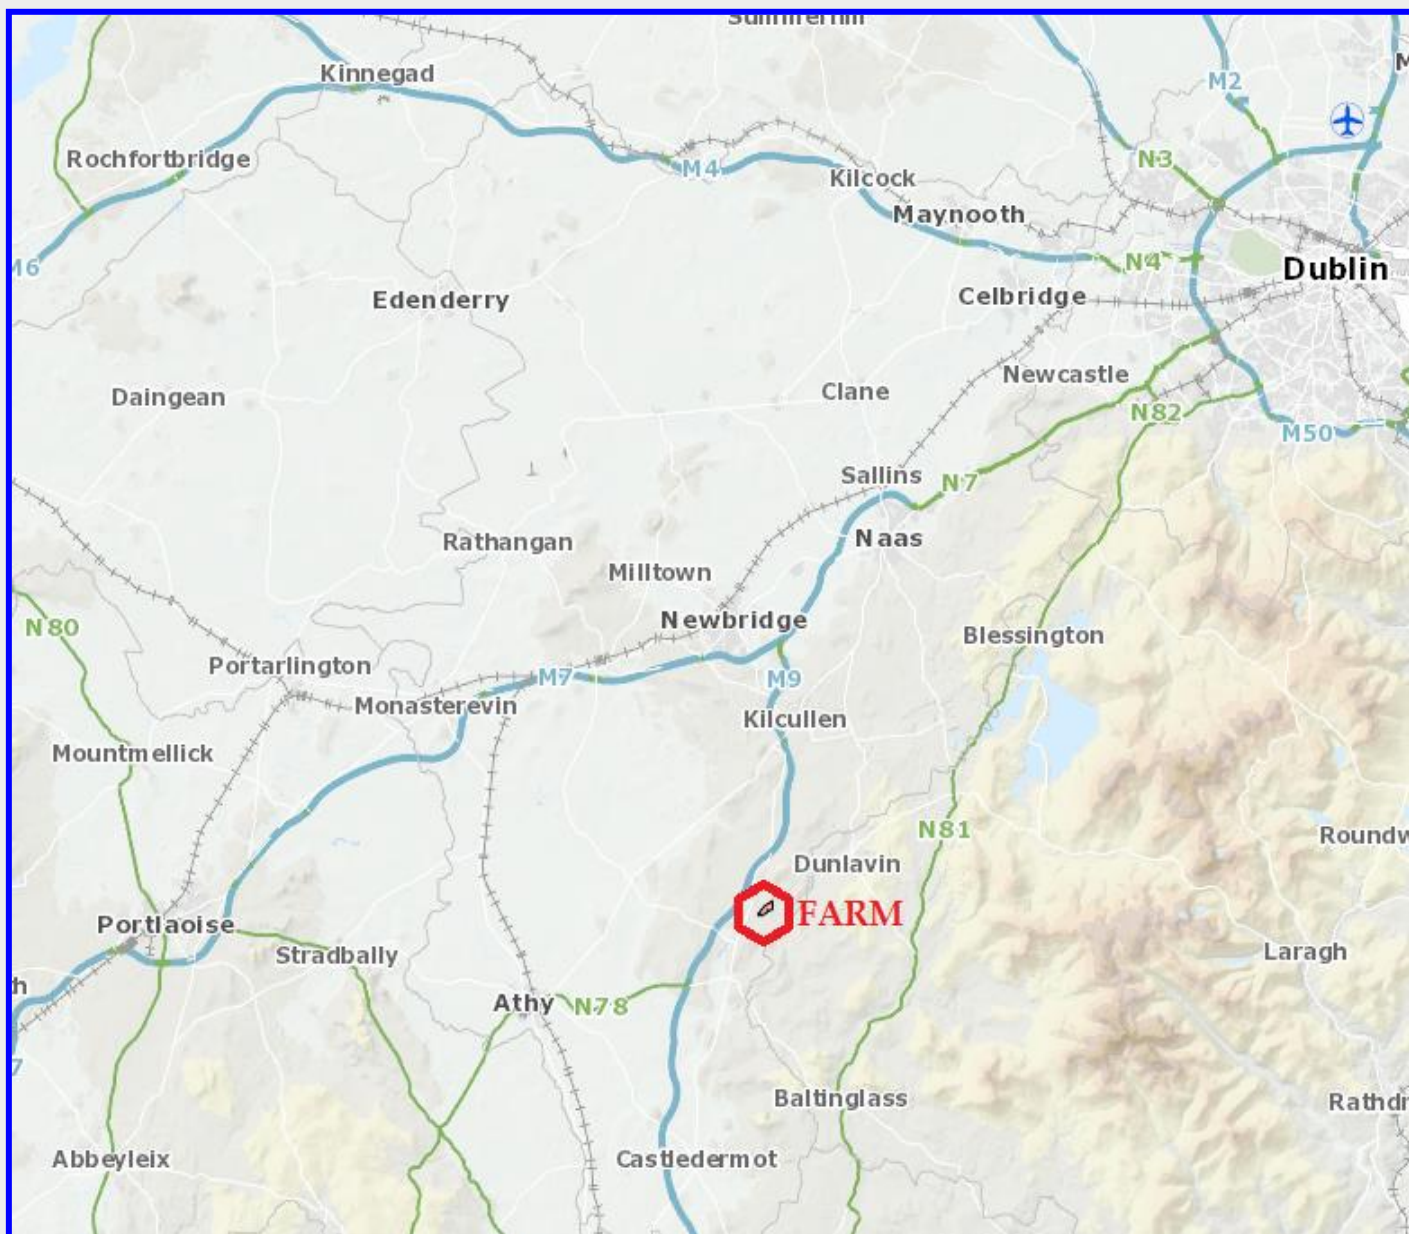 Kinnegad
M2
Rochfortbridge
N3
M4
Kilcock
Maynooth
M6
N4
Dublin
Edenderry
Celbridge
Newcastle
Daingean
Clane
N82
M50
Sallins
N7
Naas
Rathangan
Milltown
Newbridge
N80
Blessington
Portarlington
M7
M9
Monasterevin
Kilcullen
Mountmellick
N81
Dunlavin
FARM
Portlaoise
Stradbally
Laragh
Athy
N78
Baltinglass
Abbeyleix
Castledermot